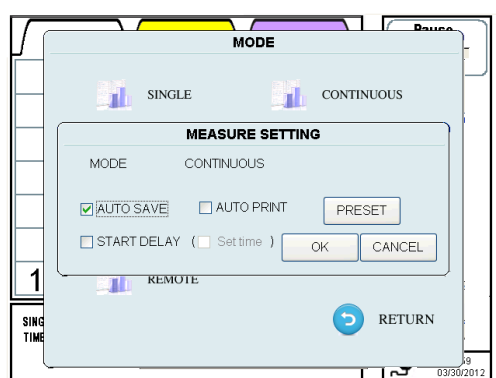 Pause
MODE
SINGLE CONTINUOUS
MEASURE SETTING
MODE CONTINUOUS
AUTO SAVE AUTO PRINT PRESET
START DELAY ( Set time ) OK CANCEL
1
REMOTE
RETURN
SING
TIME
59
03/30/2012